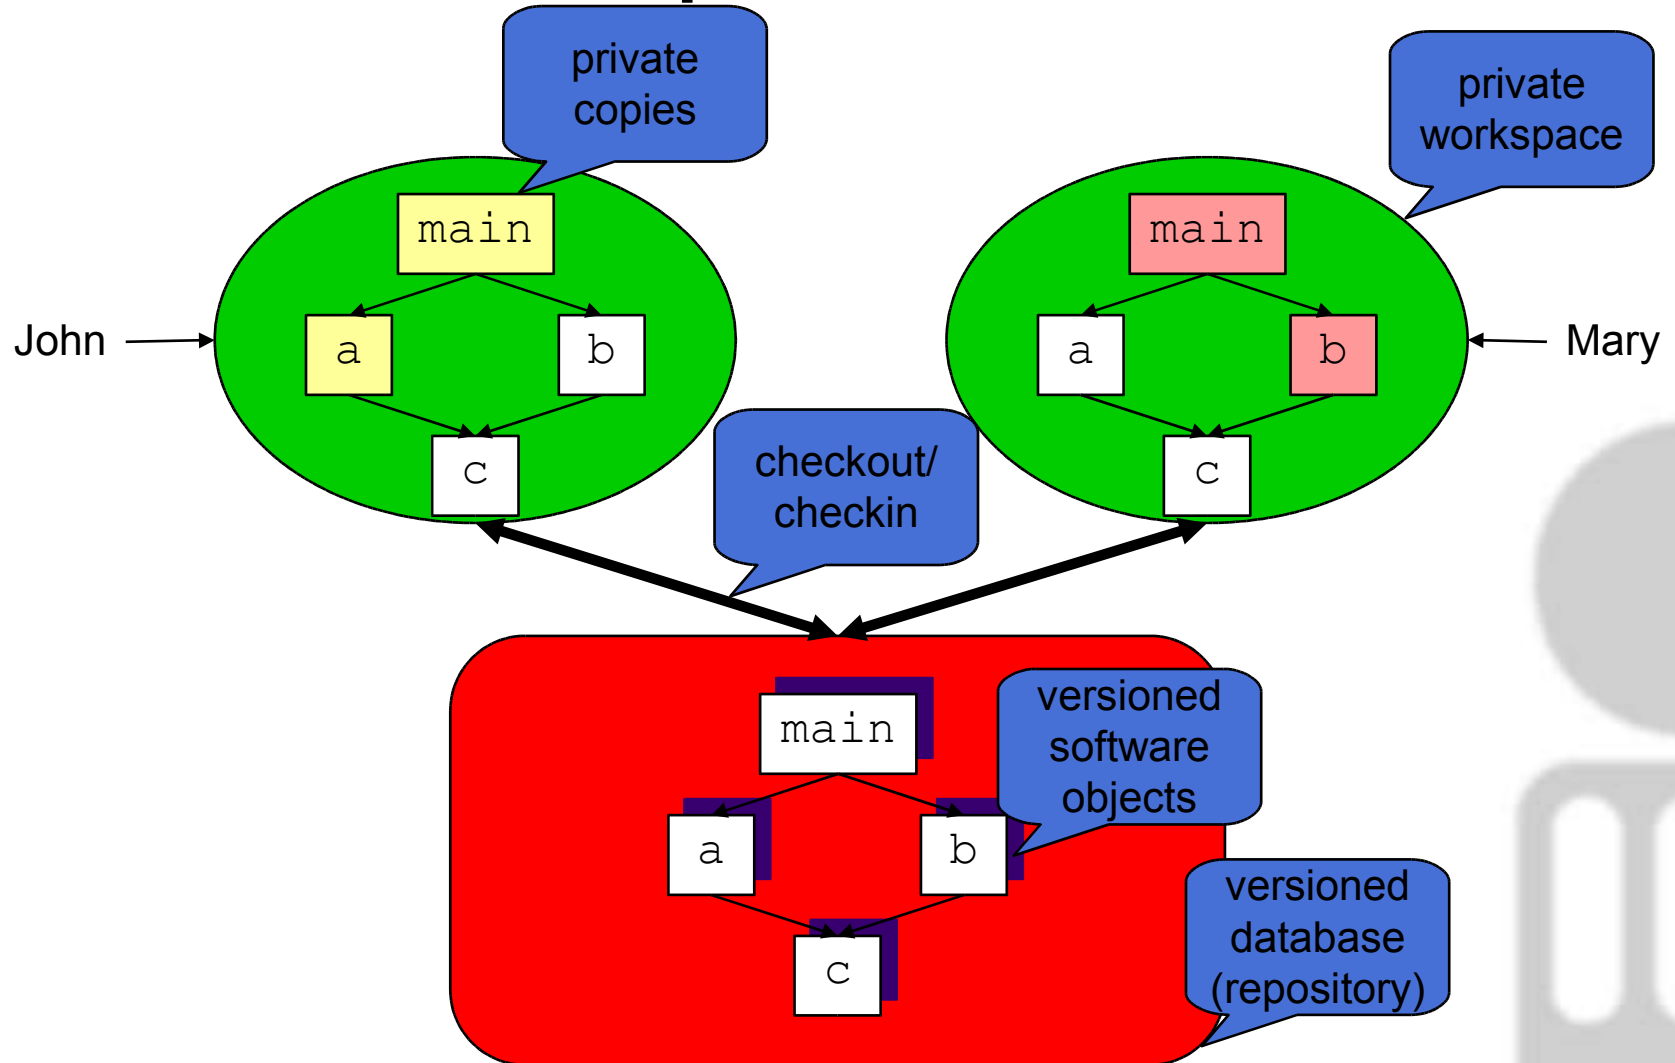 private
copies
private
workspace
main
main
John
a
b
a
b
Mary
c
c
checkout/
checkin
main
versioned
software
objects
a
b
versioned
database
(repository)
c